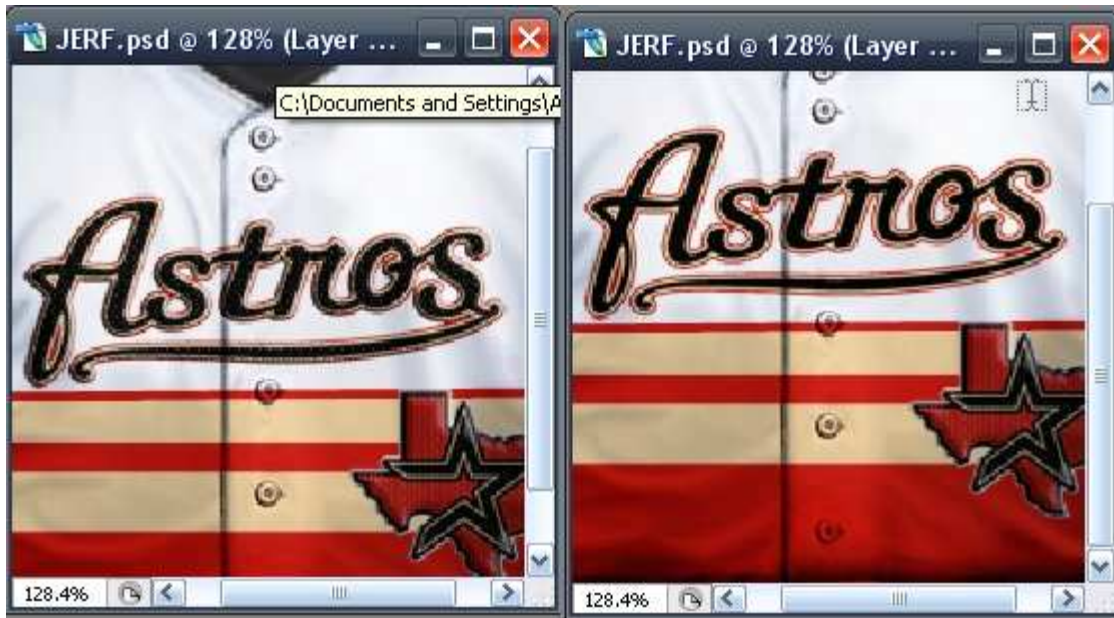 JERF.psd @ 128% (Layer ...
C:\Documents and Settings\A
Astros
128.4%
JERF.psd @ 128% (Layer ...
Astros
128.4%